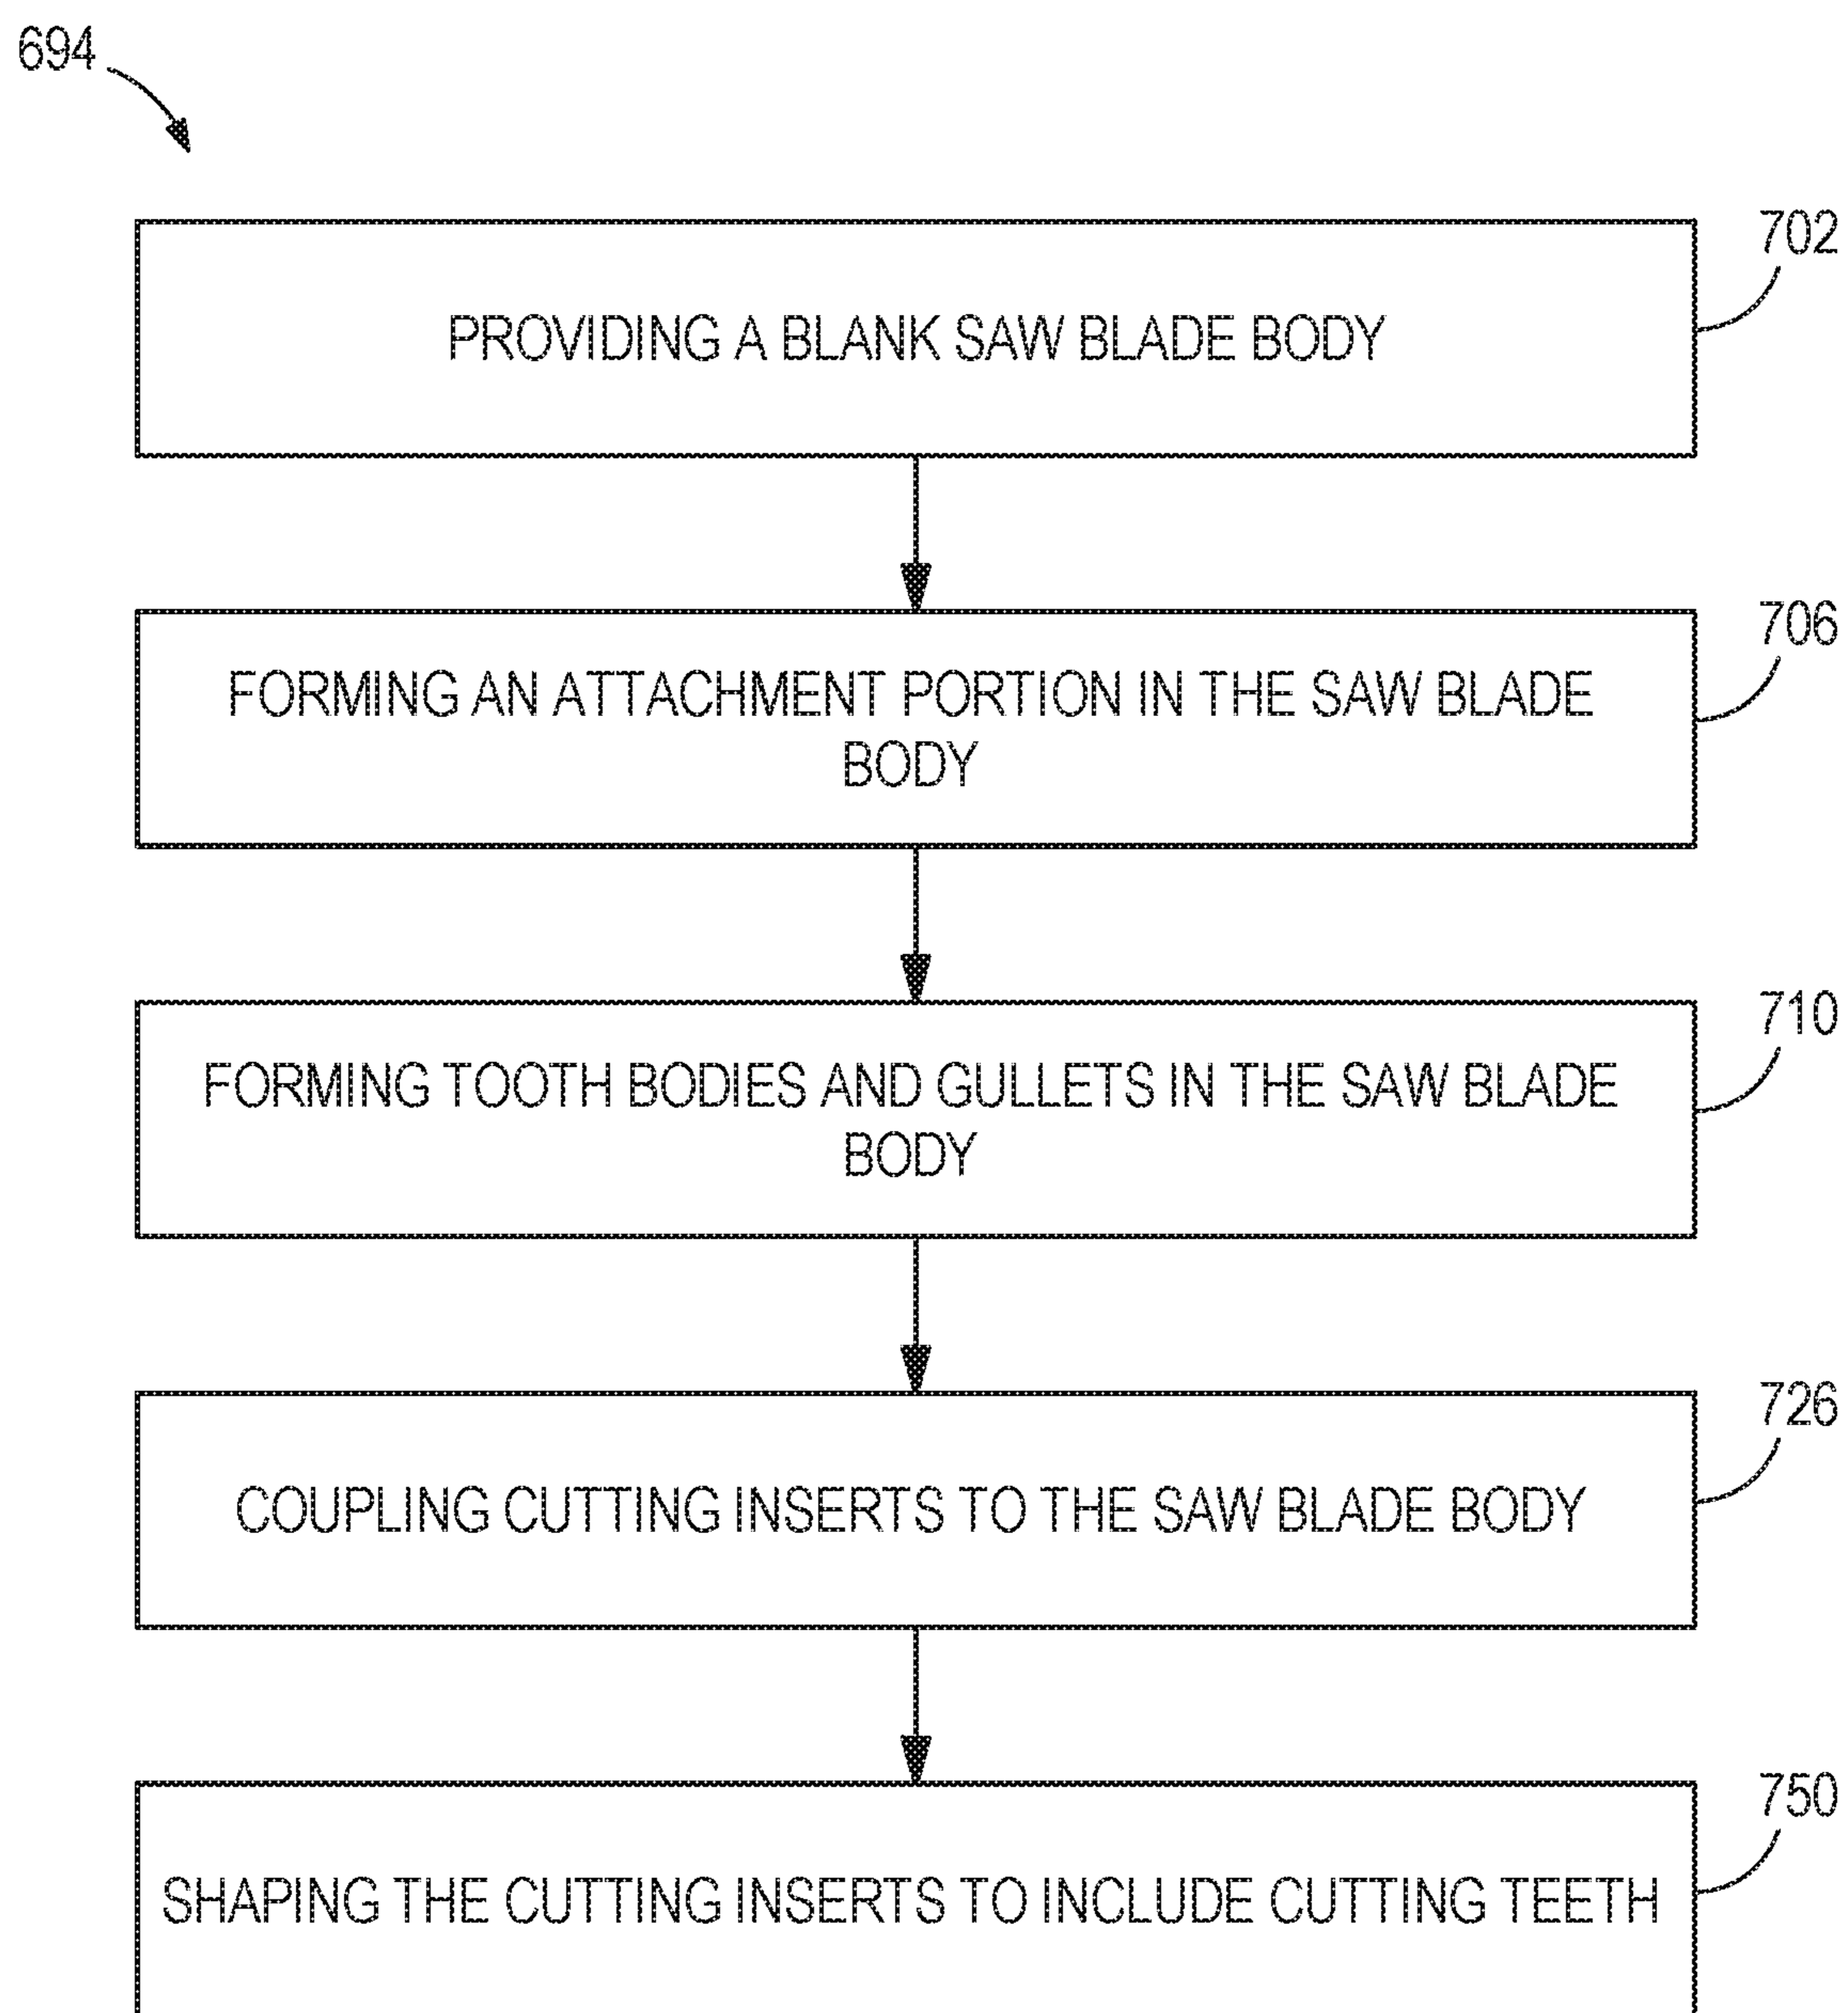 694
702
PROVIDING A BLANK SAW BLADE BODY
706
FORMING AN ATTACHMENT PORTION IN THE SAW BLADE
BODY
710
FORMING TOOTH BODIES AND GULLETS IN THE SAW BLADE
BODY
726
COUPLING CUTTING INSERTS TO THE SAW BLADE BODY
750
SHAPING THE CUTTING INSERTS TO INCLUDE CUTTING TEETH